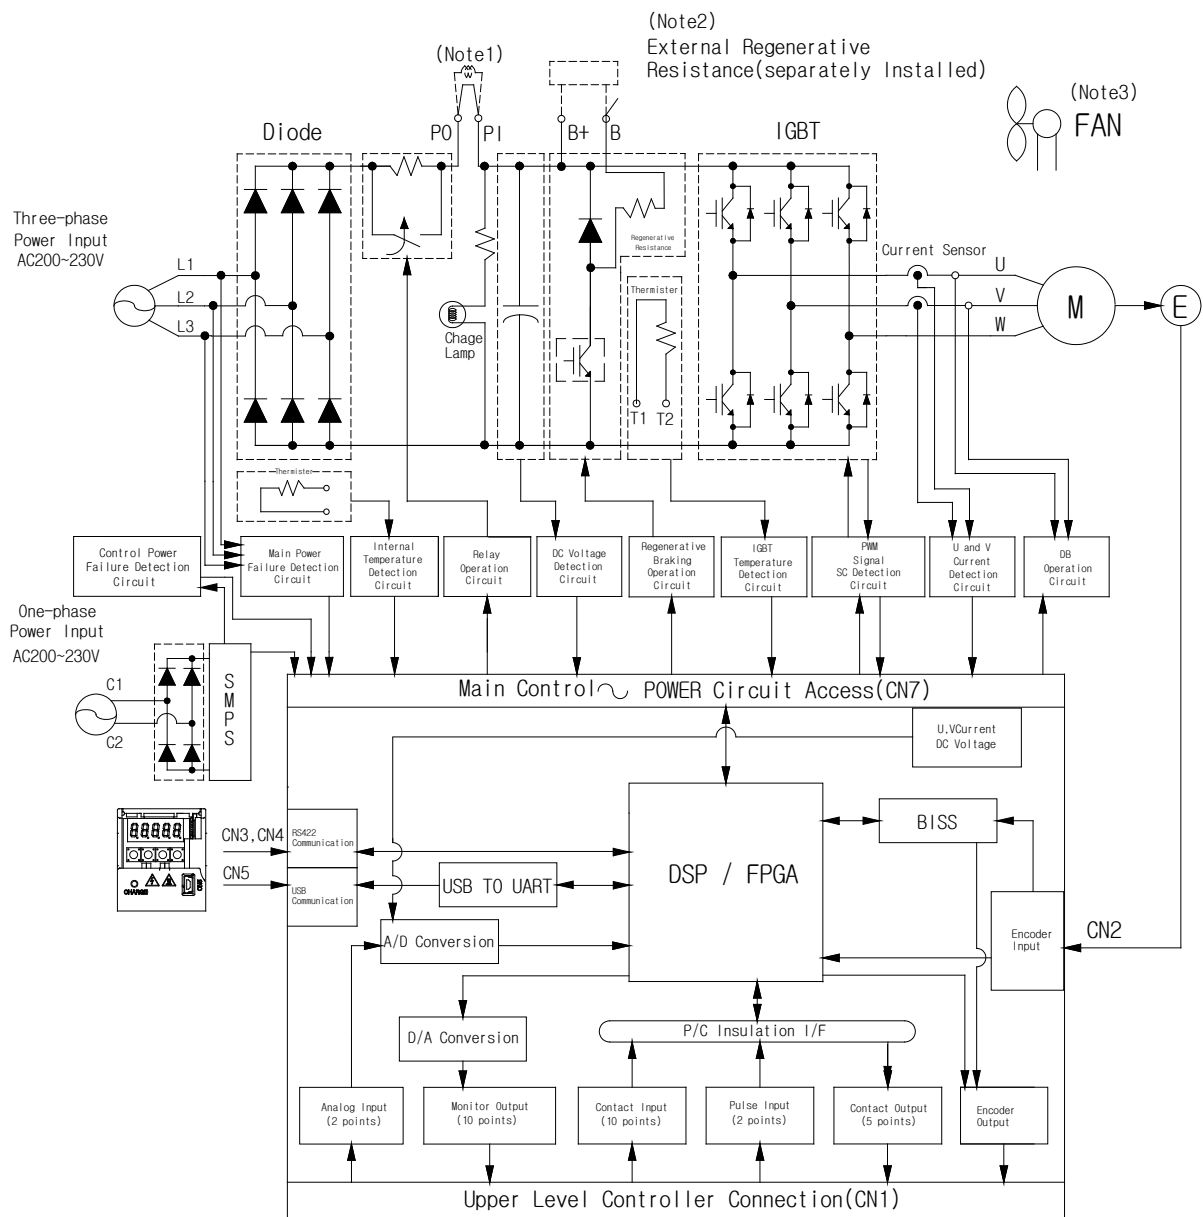 (Note2)
External Regenerative
Resistance(separately Installed)
(Note1)
(Note3)
FAN
Diode
PO
PI
B+
B
IGBT
Three-phase
Power Input
AC200~230V
L1
L2
L3
Regenerative
Resistance
Thermister
T1
T2
Chage
Lamp
Current Sensor
U
V
W
M
E
Thermister
Control Power
Failure Detection
Circuit
Main Power
Failure Detection
Circuit
Internal
Temperature
Detection
Circuit
Relay
Operation
Circuit
DC Voltage
Detection
Circuit
Regenerative
Braking
Operation
Circuit
IGBT
Temperature
Detection
Circuit
PWM
Signal
SC Detection
Circuit
U and V
Current
Detection
Circuit
DB
Operation
Circuit
One-phase
Power Input
AC200~230V
C1
C2
SMPS
Main Control～ POWER Circuit Access(CN7)
U,VCurrent
DC Voltage
DSP / FPGA
BISS
CN3,CN4
RS422
Communication
CN5
USB
Communication
USB TO UART
CHARGE
CN5
A/D Conversion
Encoder
Input
CN2
D/A Conversion
P/C Insulation I/F
Analog Input
(2 points)
Monitor Output
(10 points)
Contact Input
(10 points)
Pulse Input
(2 points)
Contact Output
(5 points)
Encoder
Output
Upper Level Controller Connection(CN1)